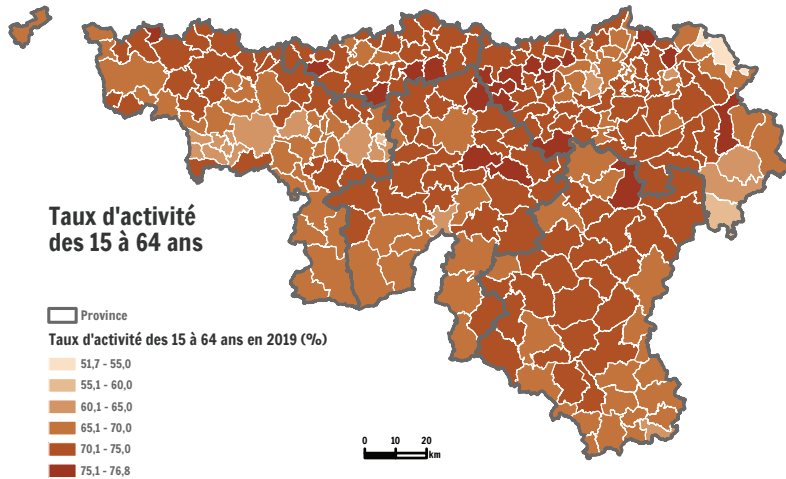 Taux d'activité
des 15 à 64 ans
Province
Taux d'activité des 15 à 64 ans en 2019 (%)
51,7 - 55,0
55,1 - 60,0
60,1 - 65,0
65,1 - 70,0
70,1 - 75,0
75,1 - 76,8
0 10 20
km